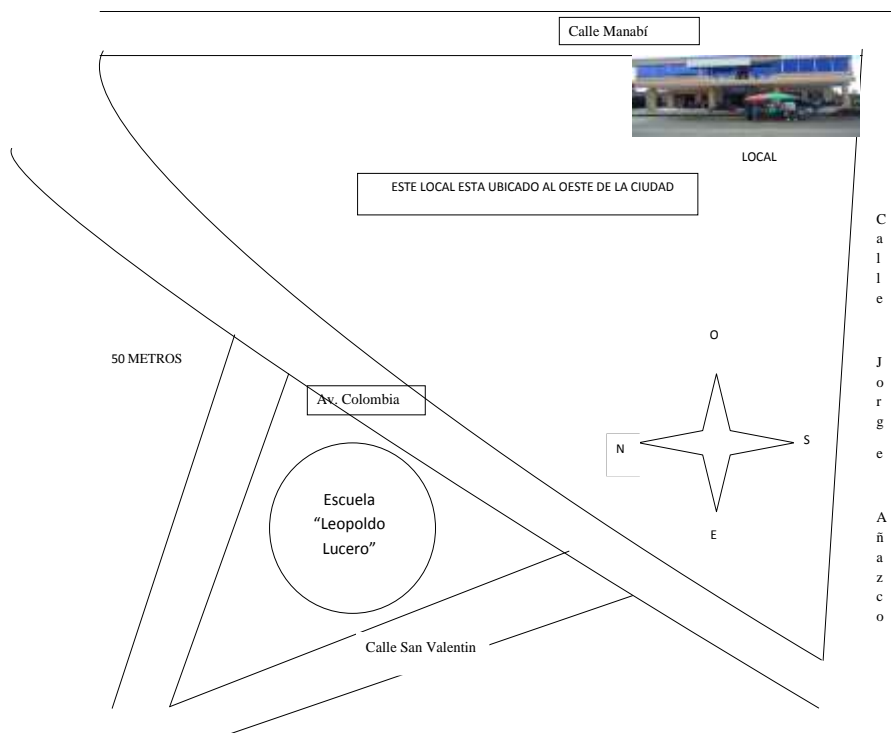 Calle Manabí
LOCAL
ESTE LOCAL ESTA UBICADO AL OESTE DE LA CIUDAD
Calle Jorge Añazco
O
50 METROS
Av. Colombia
N
S
E
Escuela
“Leopoldo
Lucero”
Calle San Valentin